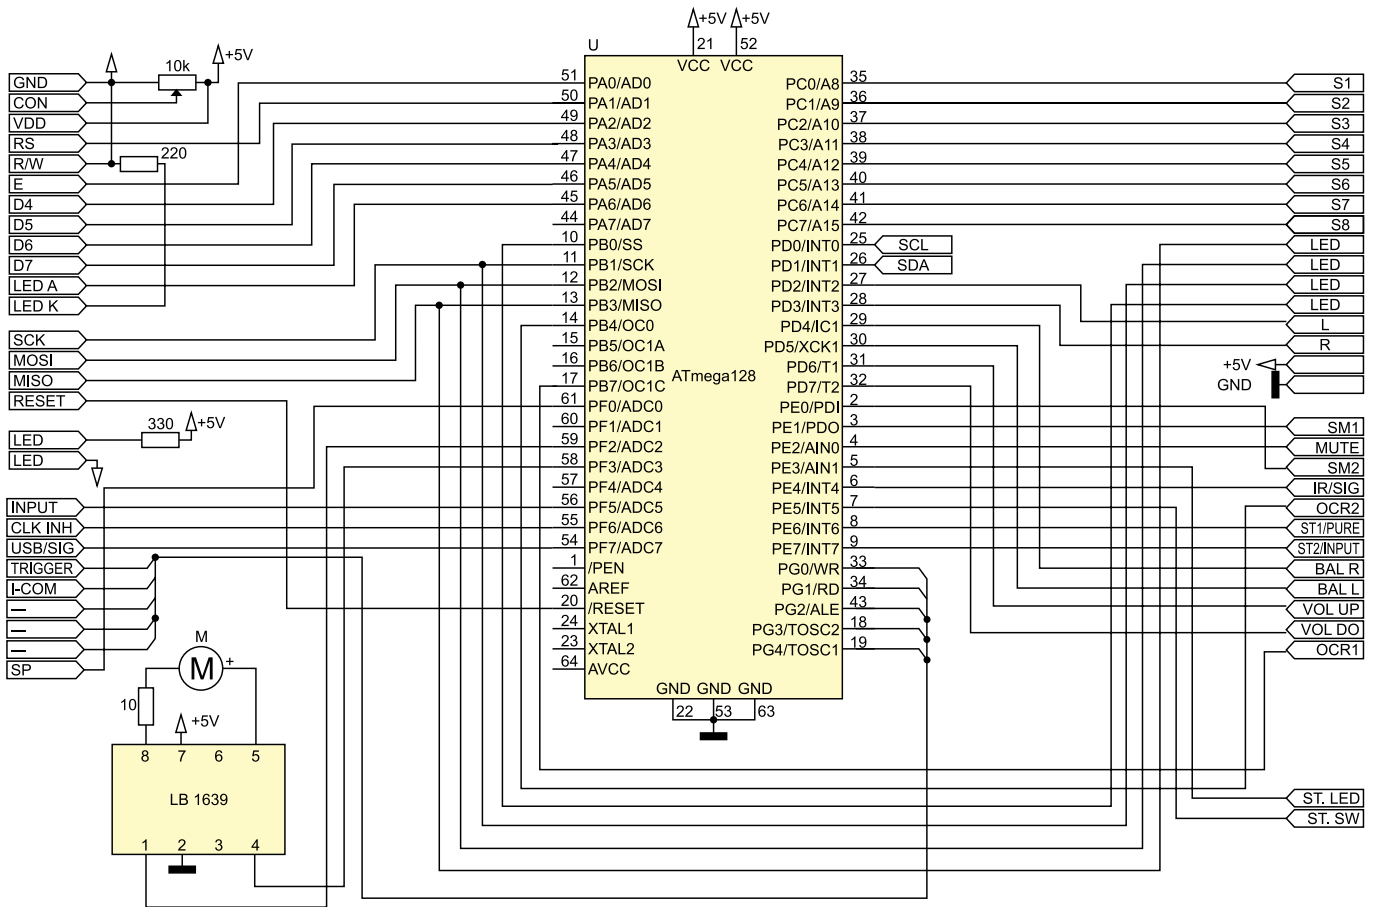 +5V +5V
U 21 52
VCC VCC
10k +5V
GND
CON
VDD
RS
R/W 220
E
D4
D5
D6
D7
LED A
LED K
SCK
MOSI
MISO
RESET
330 +5V
LED
LED
INPUT
CLK INH
USB/SIG
TRIGGER
I-COM
—
—
—
SP
51 PA0/AD0
50 PA1/AD1
49 PA2/AD2
48 PA3/AD3
47 PA4/AD4
46 PA5/AD5
45 PA6/AD6
44 PA7/AD7
10 PB0/SS
11 PB1/SCK
12 PB2/MOSI
13 PB3/MISO
14 PB4/OC0
15 PB5/OC1A
16 PB6/OC1B
17 PB7/OC1C
61 PF0/ADC0
60 PF1/ADC1
59 PF2/ADC2
58 PF3/ADC3
57 PF4/ADC4
56 PF5/ADC5
55 PF6/ADC6
54 PF7/ADC7
1 /PEN
62 AREF
20 /RESET
24 XTAL1
23 XTAL2
64 AVCC
ATmega128
PC0/A8 35
PC1/A9 36
PC2/A10 37
PC3/A11 38
PC4/A12 39
PC5/A13 40
PC6/A14 41
PC7/A15 42
PD0/INT0 25 SCL
PD1/INT1 26 SDA
PD2/INT2 27
PD3/INT3 28
PD4/IC1 29
PD5/XCK1 30
PD6/T1 31
PD7/T2 32
PE0/PDI 2
PE1/PDO 3
PE2/AIN0 4
PE3/AIN1 5
PE4/INT4 6
PE5/INT5 7
PE6/INT6 8
PE7/INT7 9
PG0/WR 33
PG1/RD 34
PG2/ALE 43
PG3/TOSC2 18
PG4/TOSC1 19
GND GND GND
22 53 63
S1
S2
S3
S4
S5
S6
S7
S8
LED
LED
LED
LED
L
R
+5V
GND
SM1
MUTE
SM2
IR/SIG
OCR2
ST1/PURE
ST2/INPUT
BAL R
BAL L
VOL UP
VOL DO
OCR1
ST. LED
ST. SW
M
M +
10
+5V
8 7 6 5
LB 1639
1 2 3 4